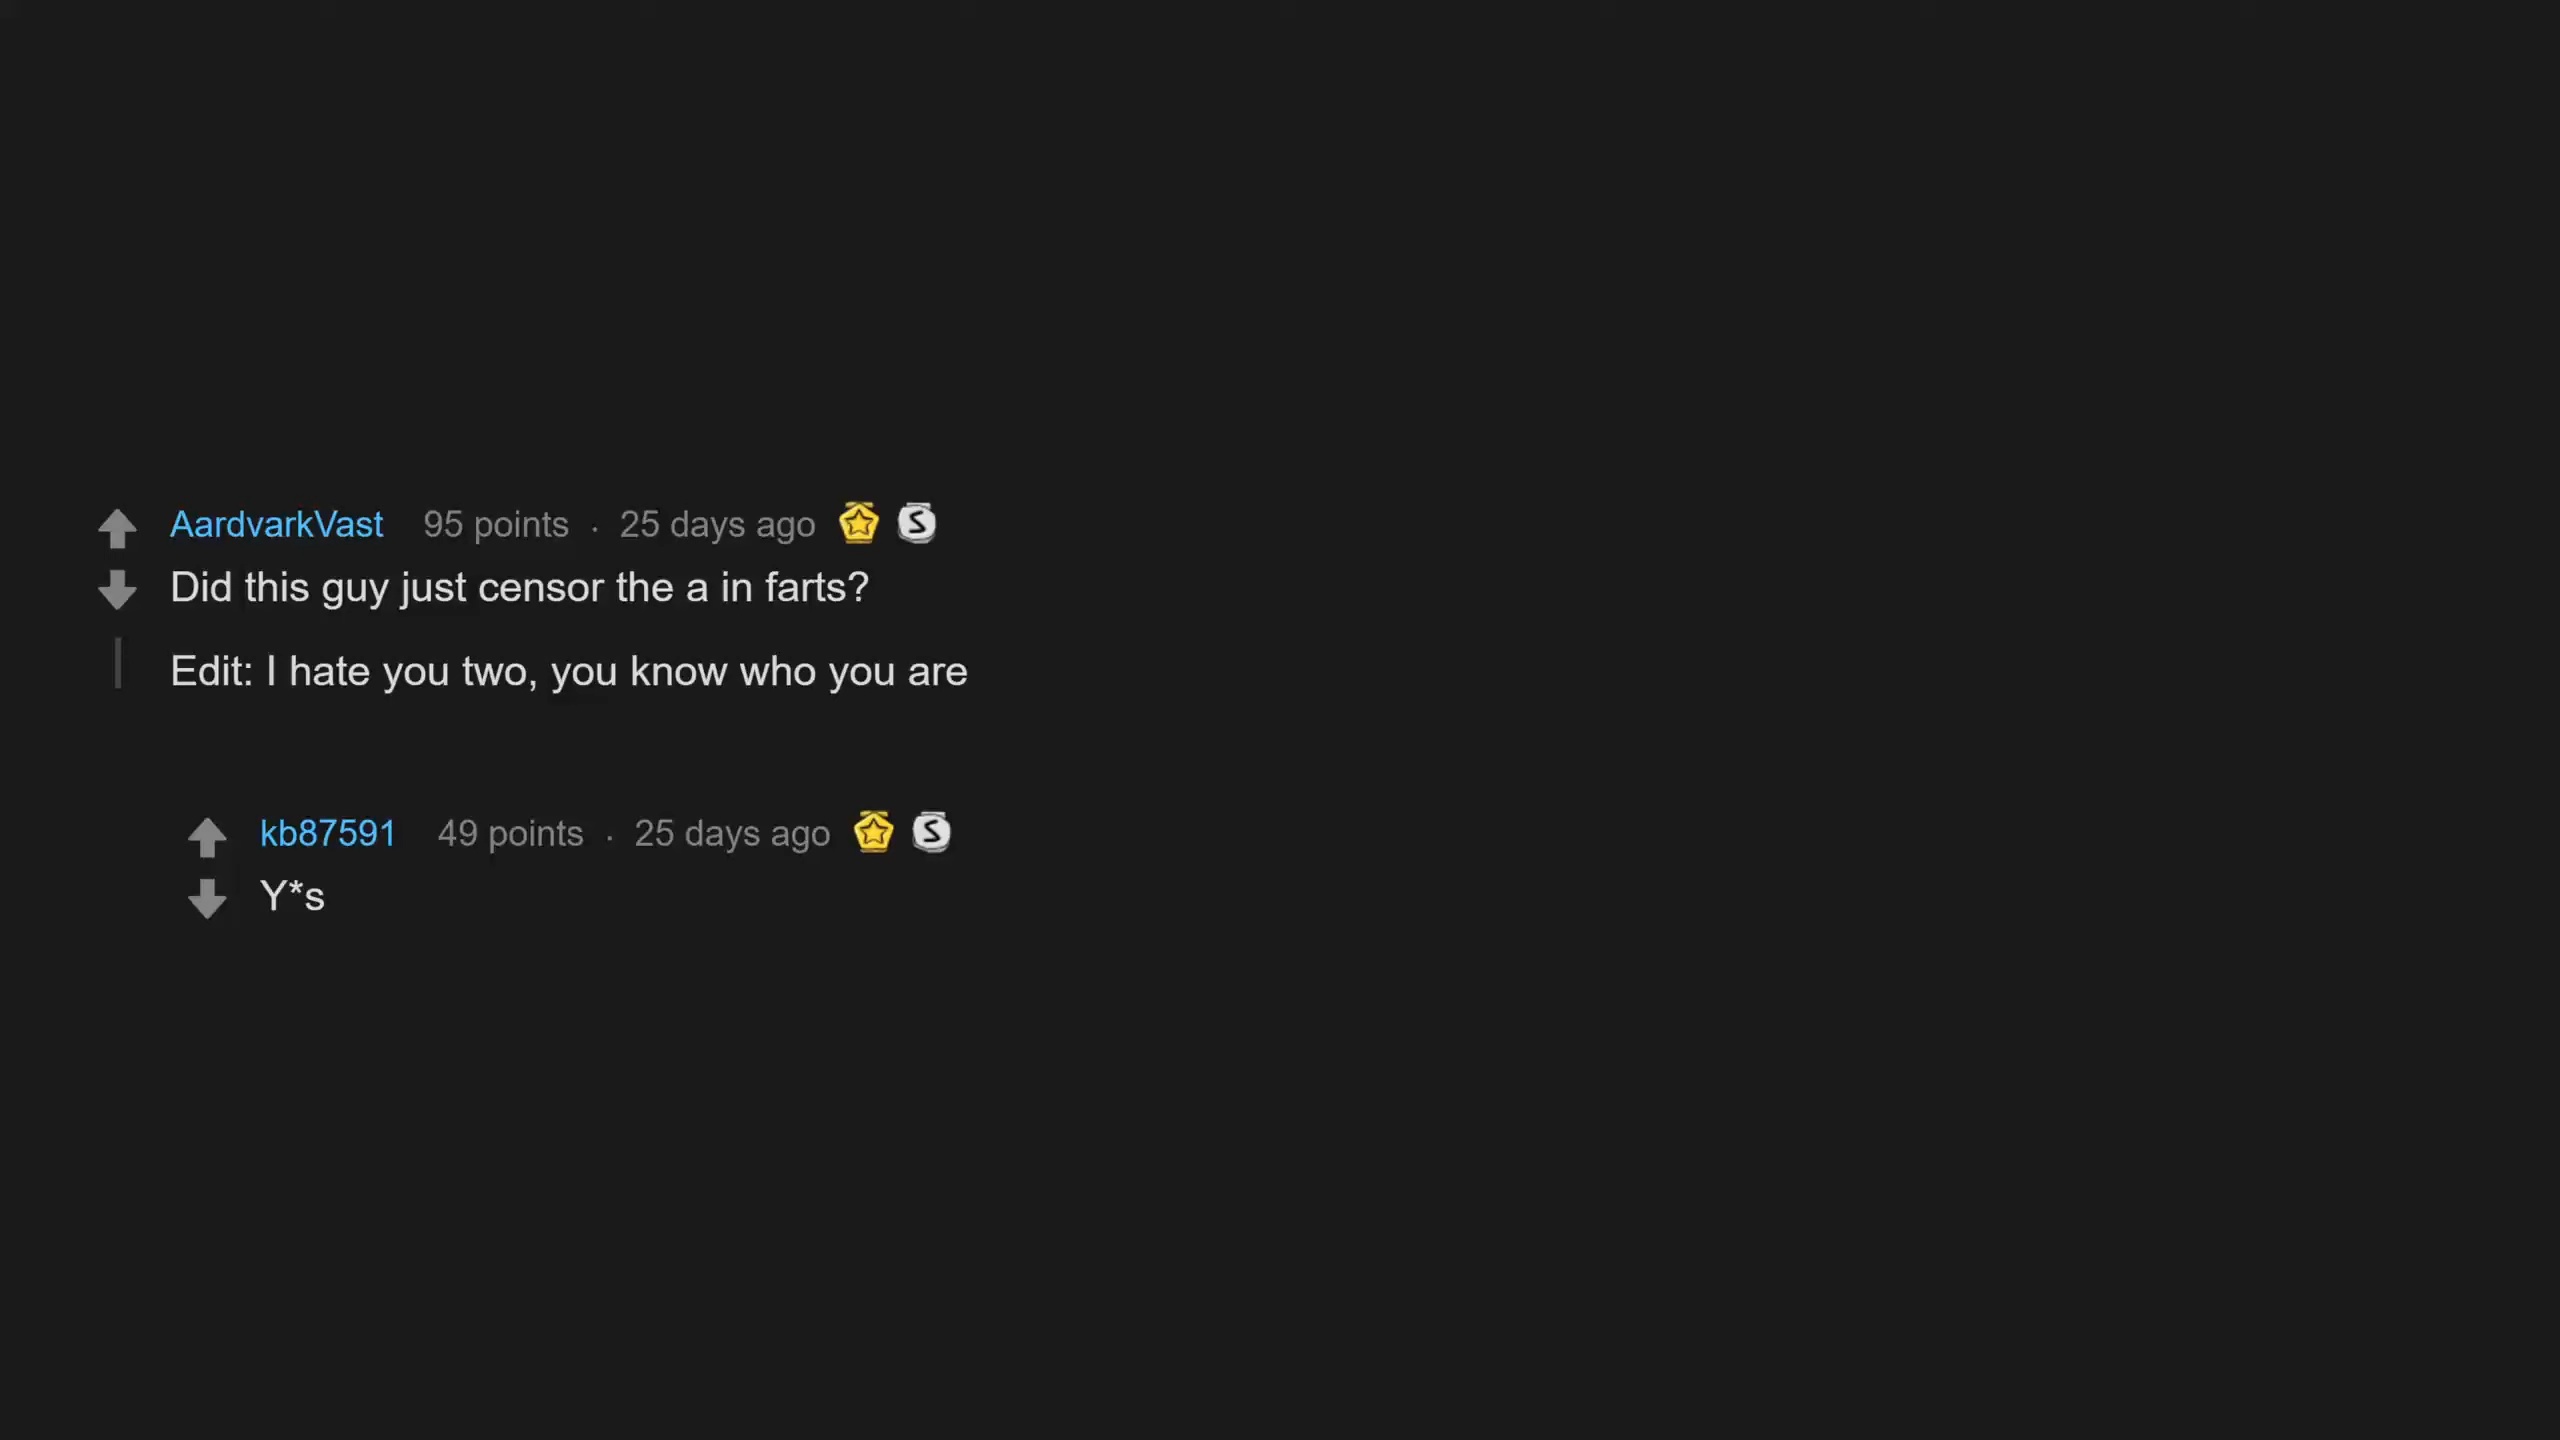 AardvarkVast 95 points · 25 days ago
Did this guy just censor the a in farts?
Edit: I hate you two, you know who you are
kb87591 49 points · 25 days ago
Y*s